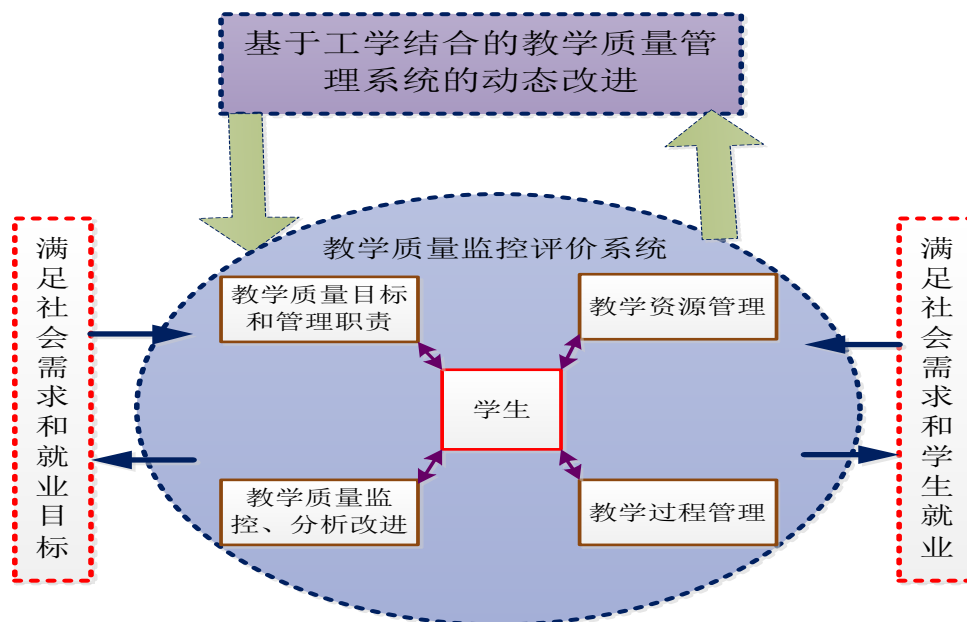 基于工学结合的教学质量管
理系统的动态改进
满足社会需求和就业目标
教学质量监控评价系统
教学质量目标
和管理职责
教学资源管理
学生
教学质量监
控、分析改进
教学过程管理
满足社会需求和学生就业